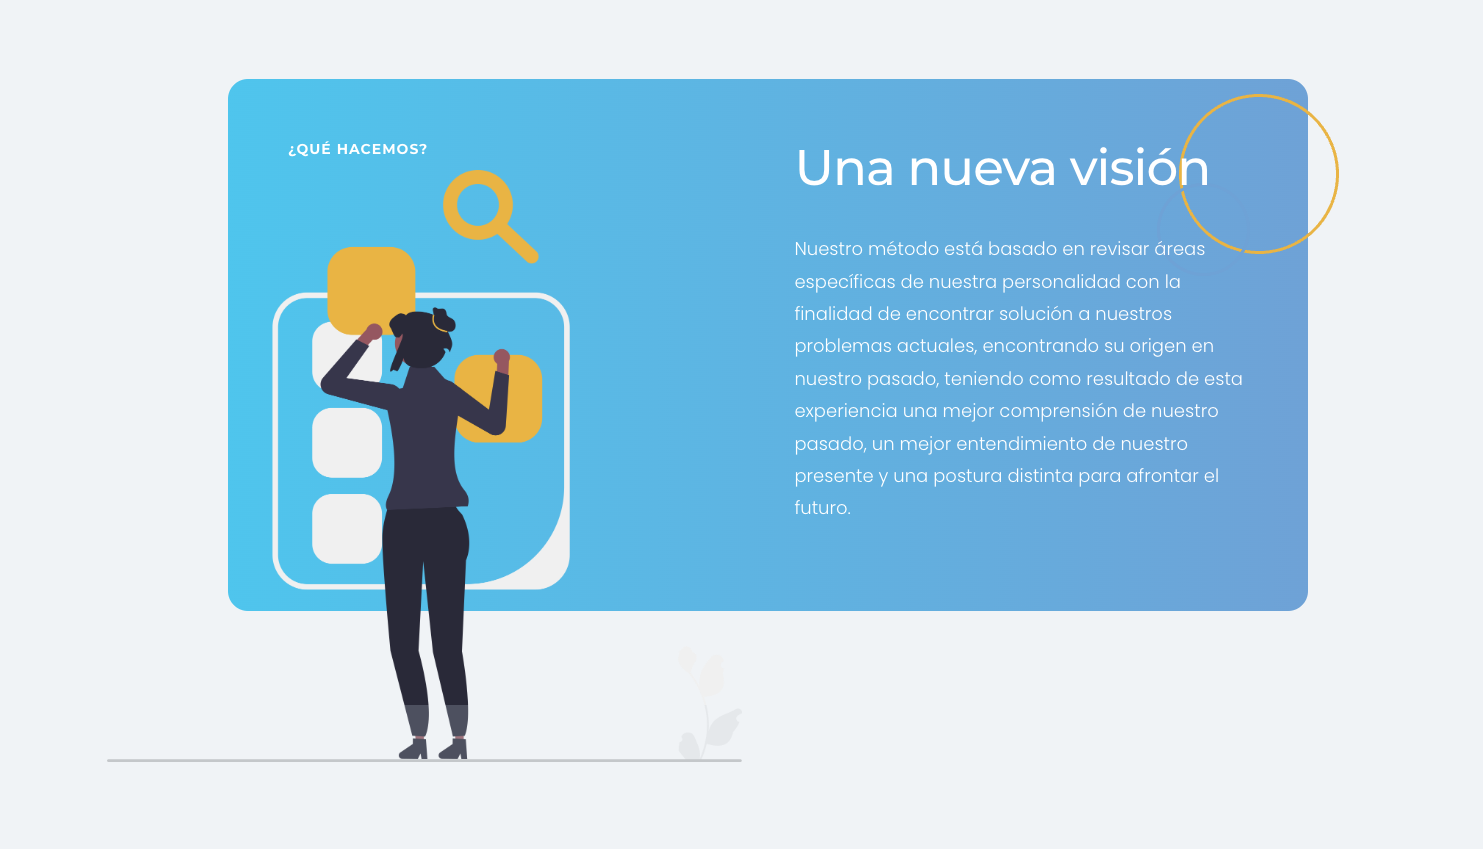 ¿QUÉ HACEMOS?
Una nueva visión
Nuestro método está basado en revisar áreas
específicas de nuestra personalidad con la
finalidad de encontrar solución a nuestros
problemas actuales, encontrando su origen en
nuestro pasado, teniendo como resultado de esta
experiencia una mejor comprensión de nuestro
pasado, un mejor entendimiento de nuestro
presente y una postura distinta para afrontar el
futuro.